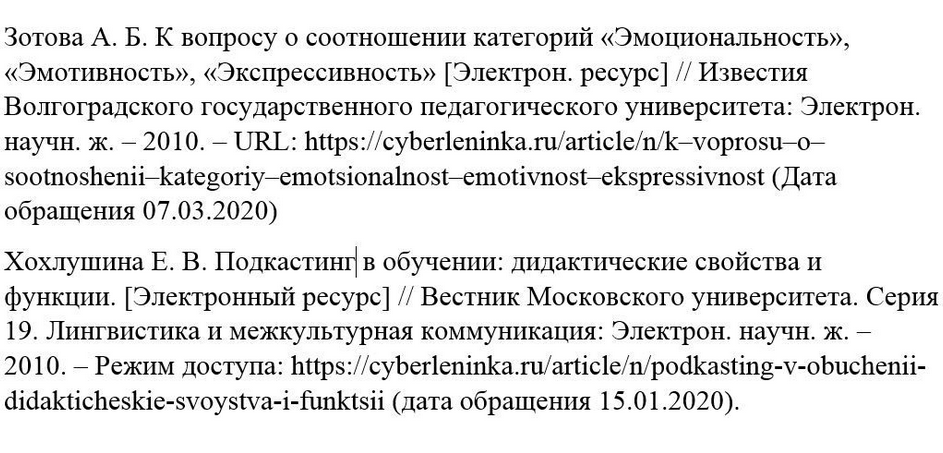 Зотова А. Б. К вопросу о соотношении категорий «Эмоциональность»,
«Эмотивность», «Экспрессивность» [Электрон. ресурс] // Известия
Волгоградского государственного педагогического университета: Электрон.
научн. ж. – 2010. – URL: https://cyberleninka.ru/article/n/k–voprosu–o–
sootnoshenii–kategoriy–emotsionalnost–emotivnost–ekspressivnost (Дата
обращения 07.03.2020)
Хохлушина Е. В. Подкастинг в обучении: дидактические свойства и
функции. [Электронный ресурс] // Вестник Московского университета. Серия
19. Лингвистика и межкультурная коммуникация: Электрон. научн. ж. –
2010. – Режим доступа: https://cyberleninka.ru/article/n/podkasting-v-obuchenii-
didakticheskie-svoystva-i-funktsii (дата обращения 15.01.2020).